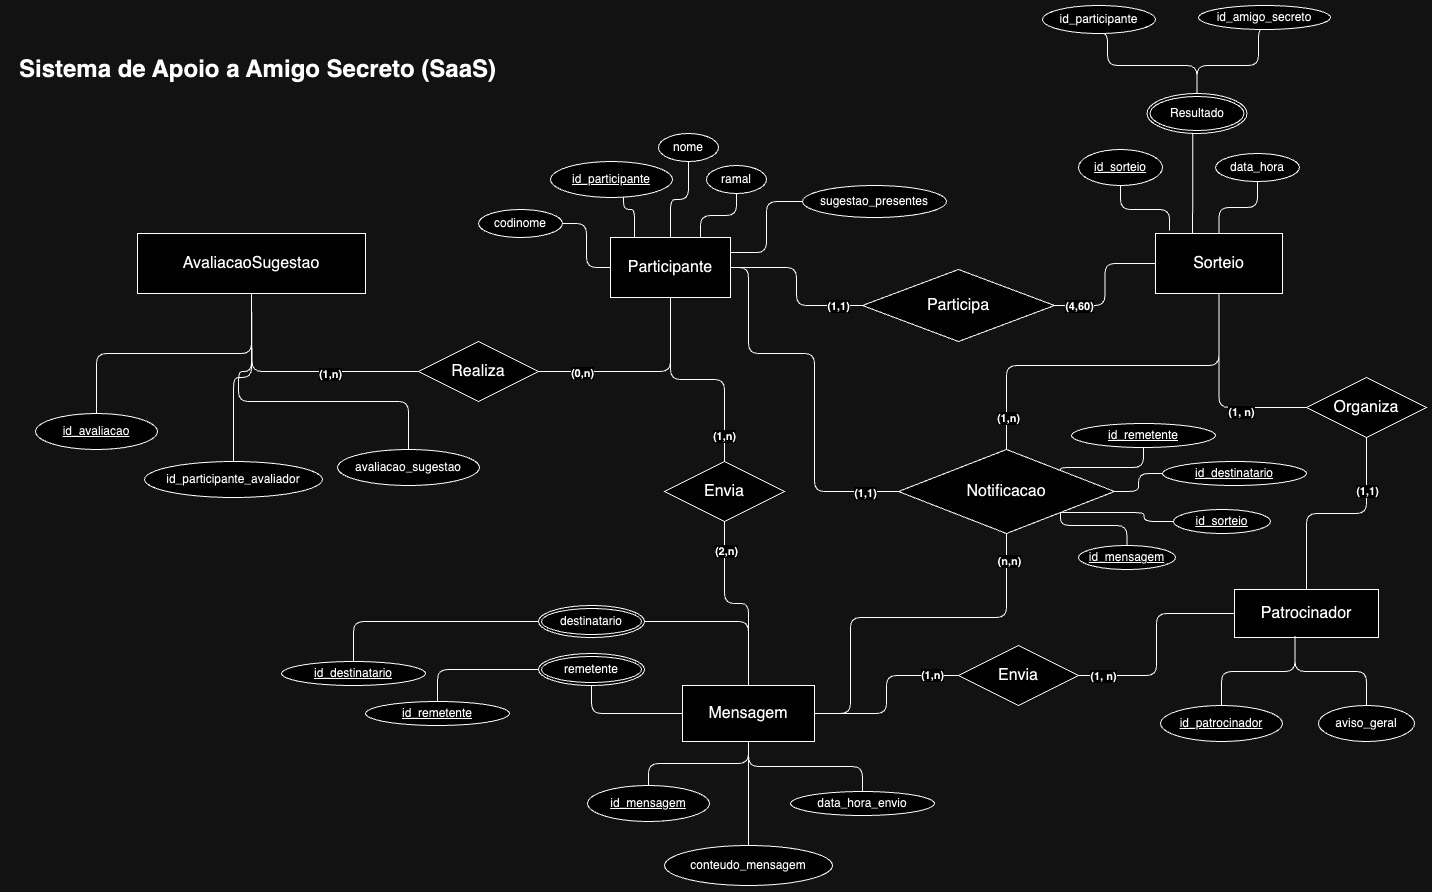 id_participante
id_amigo_secreto
Sistema de Apoio a Amigo Secreto (SaaS)
Resultado
nome
id_participante
ramal
id_sorteio
data_hora
sugestao_presentes
codinome
AvaliacaoSugestao
Participante
Sorteio
(1,1)
Participa
(4,60)
(1,n)
Realiza
(0,n)
(1,n)
(1, n)
Organiza
id_avaliacao
(1,n)
id_remetente
avaliacao_sugestao
id_participante_avaliador
id_destinatario
Envia
(1,1)
Notificacao
(1,1)
id_sorteio
(2,n)
(n,n)
id_mensagem
destinatario
Patrocinador
id_destinatario
remetente
(1,n)
Envia
(1, n)
id_remetente
Mensagem
id_patrocinador
aviso_geral
id_mensagem
data_hora_envio
conteudo_mensagem